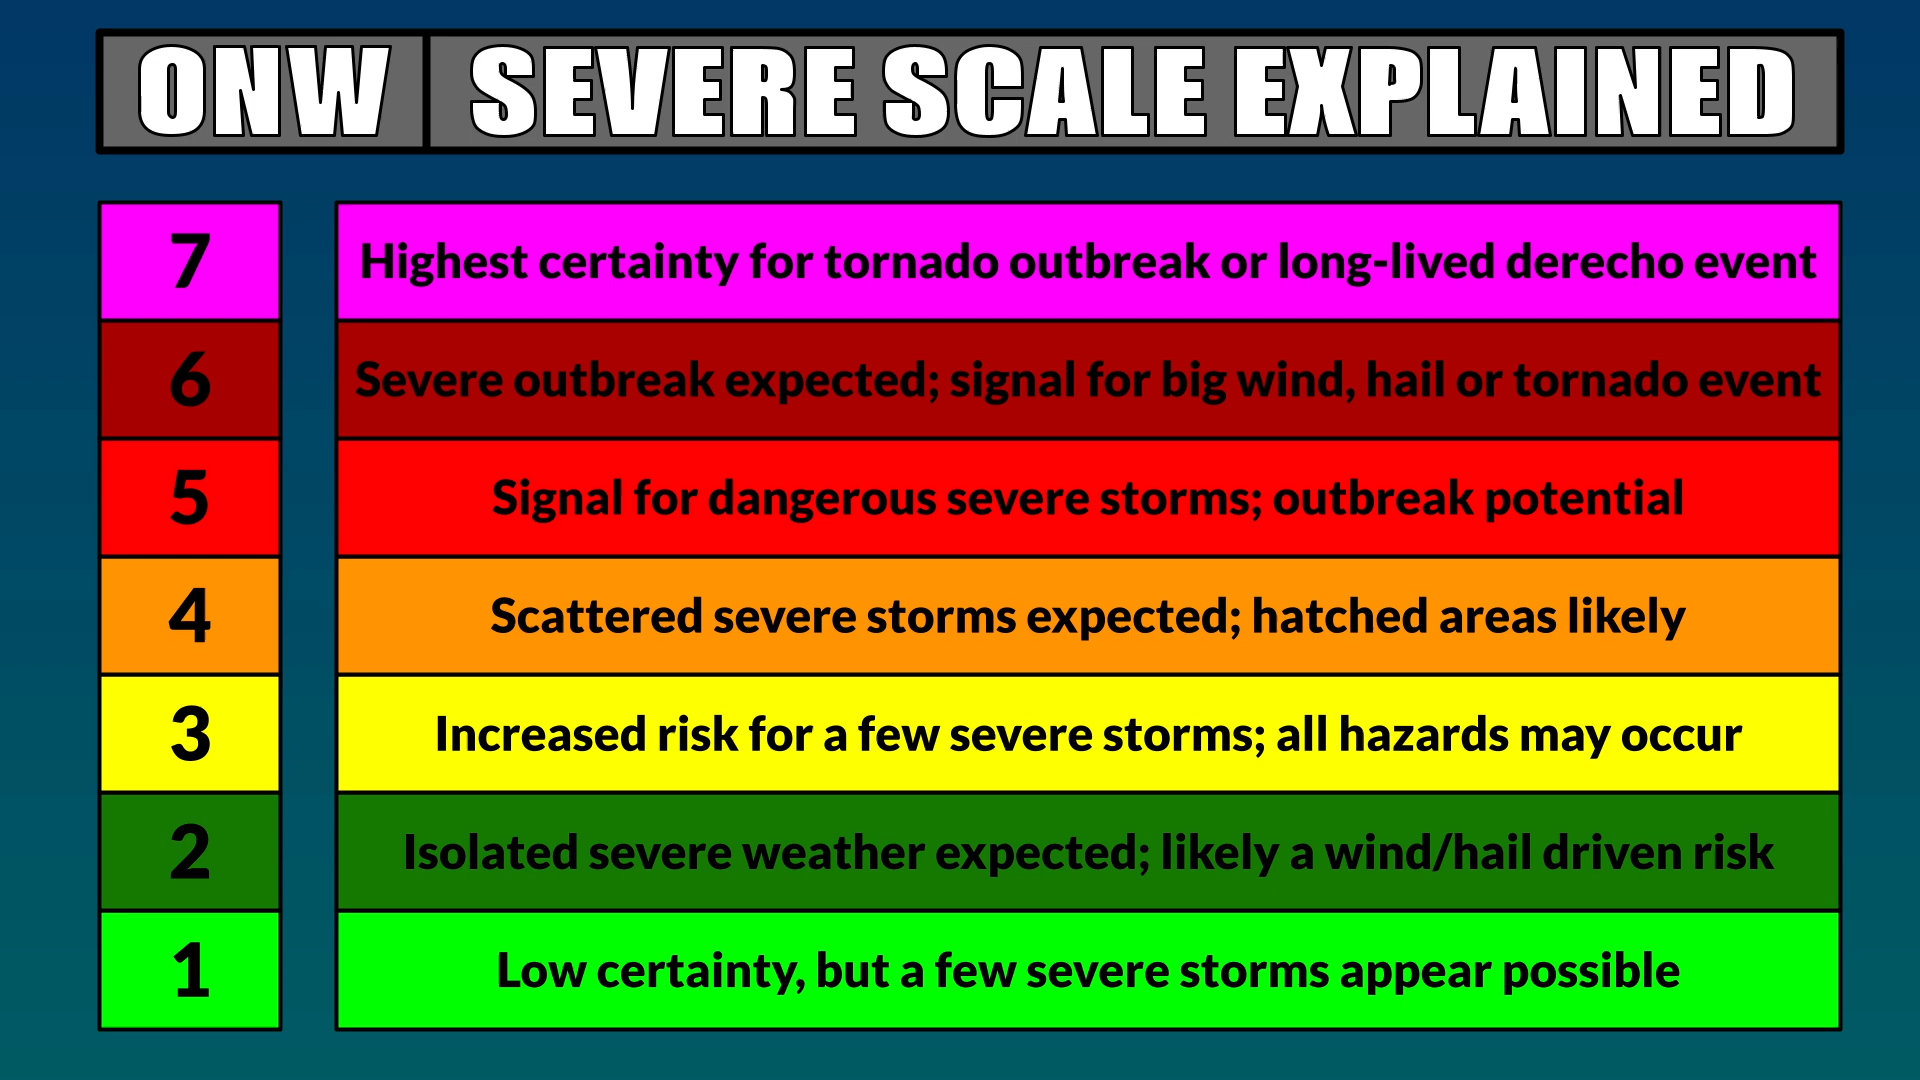 ONW SEVERE SCALE EXPLAINED
7 Highest certainty for tornado outbreak or long-lived derecho event
6 Severe outbreak expected; signal for big wind, hail or tornado event
5 Signal for dangerous severe storms; outbreak potential
4 Scattered severe storms expected; hatched areas likely
3 Increased risk for a few severe storms; all hazards may occur
2 Isolated severe weather expected; likely a wind/hail driven risk
1 Low certainty, but a few severe storms appear possible